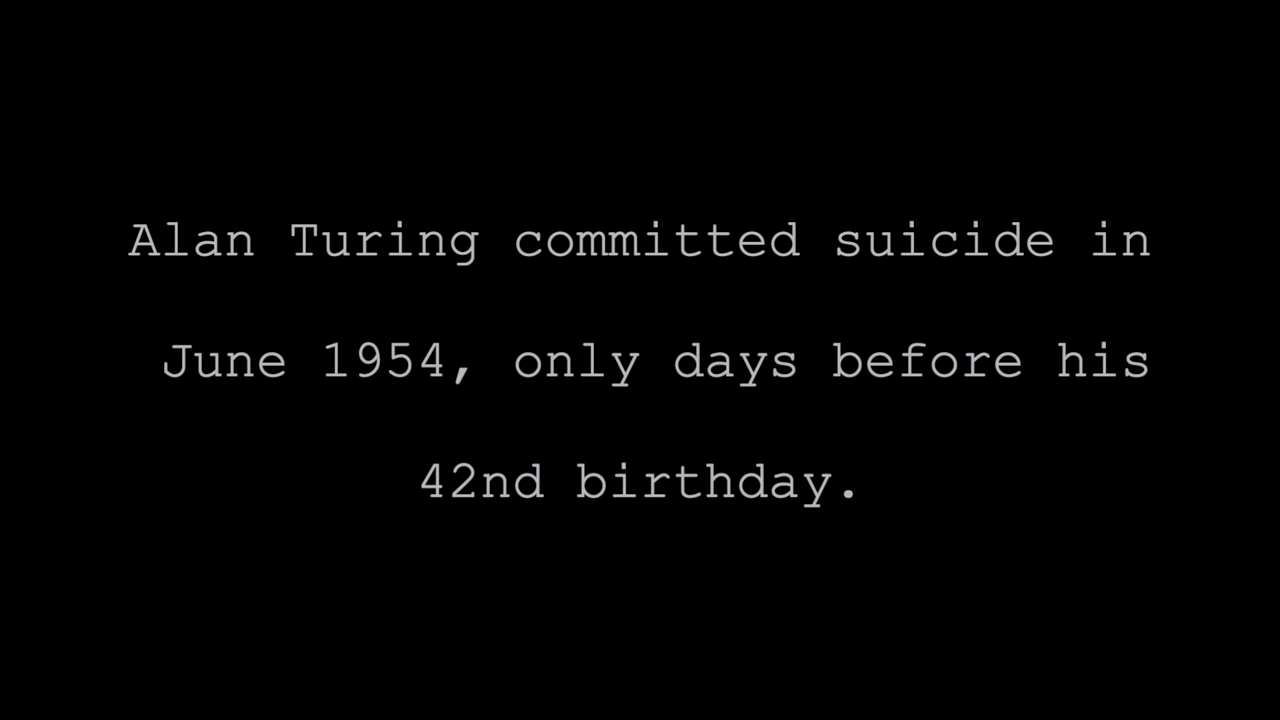 Alan Turing committed suicide in
June 1954, only days before his
42nd birthday.